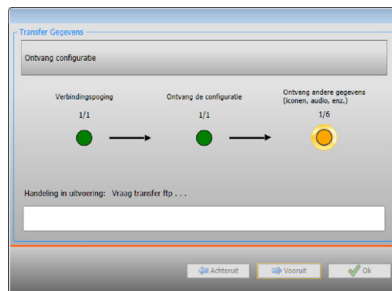 Transfer Gegevens
Ontvang configuratie
Verbindingspoging
Ontvang de configuratie
Ontvang andere gegevens
(iconen, audio, enz.)
1/1
1/1
1/6
Handeling in uitvoering: Vraag transfer ftp . . .
Achteruit
Vooruit
Ok